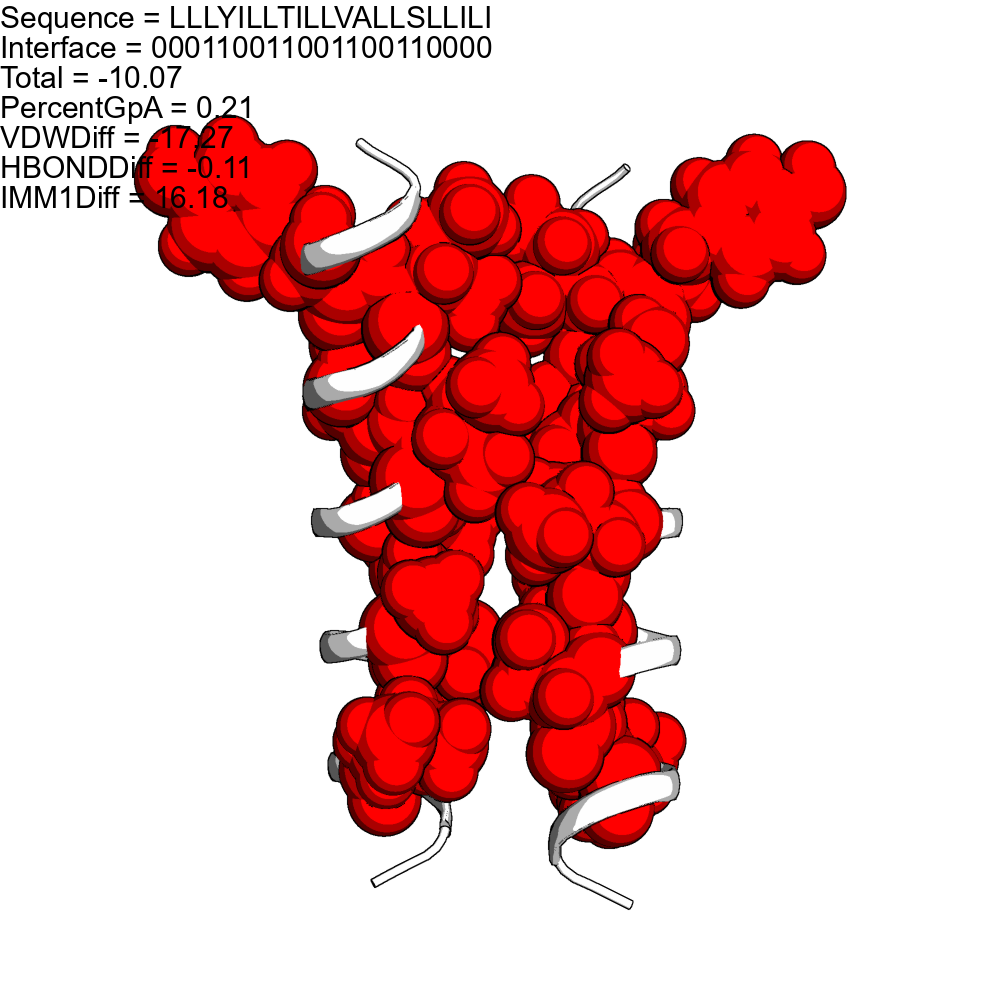 Sequence = LLLYILLTILLVALLSLLILI
Interface = 000110011001100110000
Total = -10.07
PercentGpA = 0.21
VDWDiff = -17.27
HBONDDiff = -0.11
IMM1Diff = 16.18